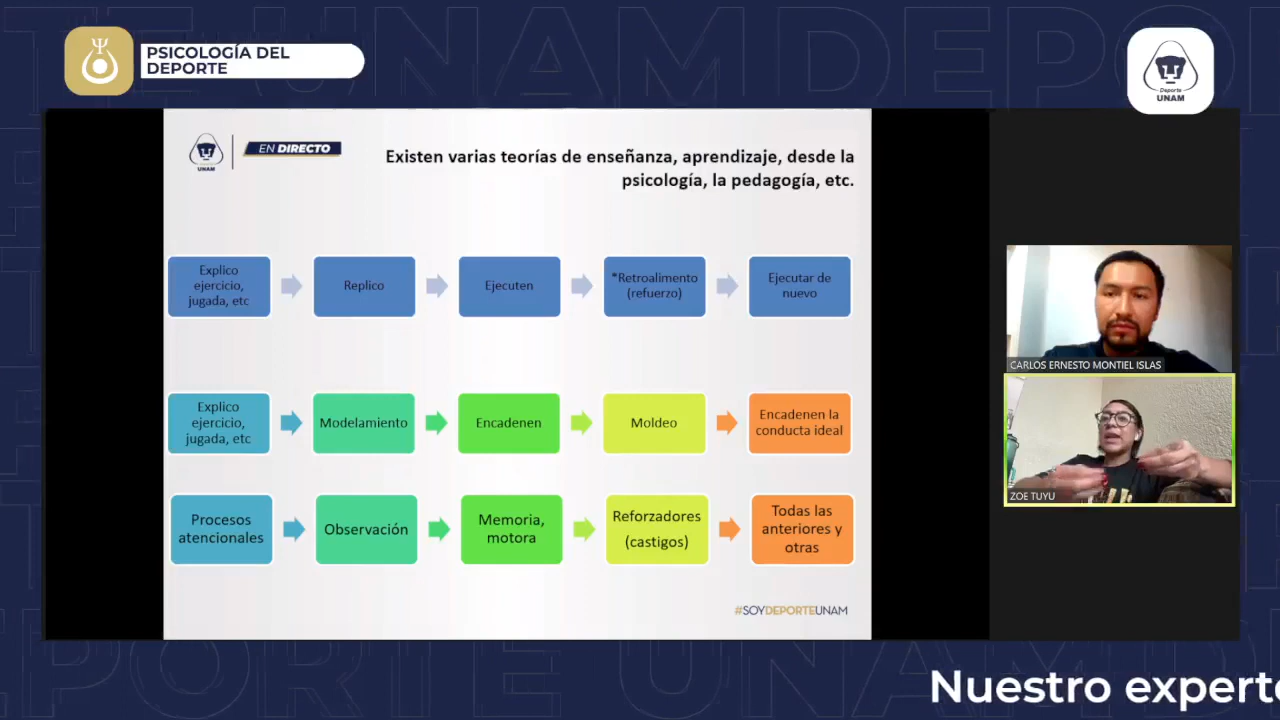 PSICOLOGÍA DEL
DEPORTE
Deporte
UNAM
UNAM
EN DIRECTO
Existen varias teorías de enseñanza, aprendizaje, desde la
psicología, la pedagogía, etc.
Explico
ejercicio,
jugada, etc
Replico
Ejecuten
*Retroalimento
(refuerzo)
Ejecutar de
nuevo
Explico
ejercicio,
jugada, etc
Modelamiento
Encadenen
Moldeo
Encadenen la
conducta ideal
Procesos
atencionales
Observación
Memoria,
motora
Reforzadores
(castigos)
Todas las
anteriores y
otras
#SOYDEPORTEUNAM
CARLOS ERNESTO MONTIEL ISLAS
ZOE TUYU
Nuestro experto